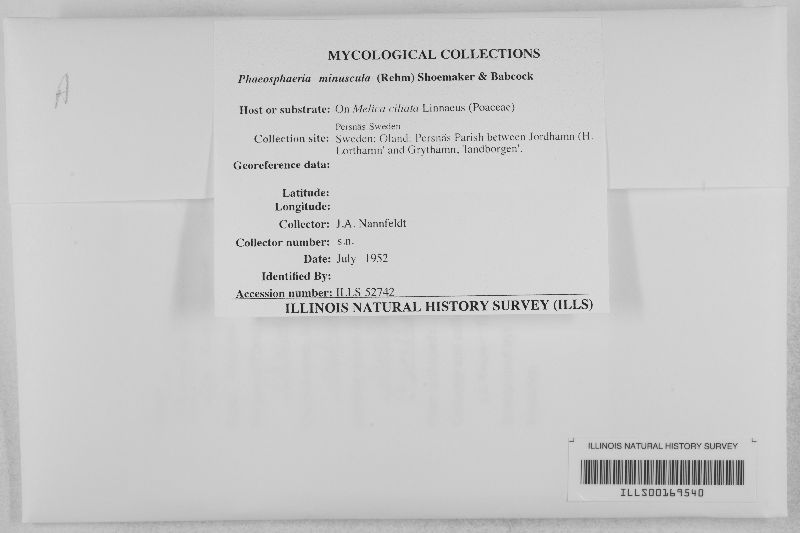 A
MYCOLOGICAL COLLECTIONS
Phaeosphaeria minuscula (Rehm) Shoemaker & Babcock
Host or substrate: On Melica ciliata Linnaeus (Poaceae)
Persnäs Sweden
Collection site: Sweden: Oland: Persnäs Parish between Jordhamn (H.
Lorthamn' and Grythamn, 'landborgen'.
Georeference data:
Latitude:
Longitude:
Collector: J.A. Nannfeldt
Collector number: s.n.
Date: July 1952
Identified By:
Accession number: ILLS 52742
ILLINOIS NATURAL HISTORY SURVEY (ILLS)
ILLINOIS NATURAL HISTORY SURVEY
ILLS00169540